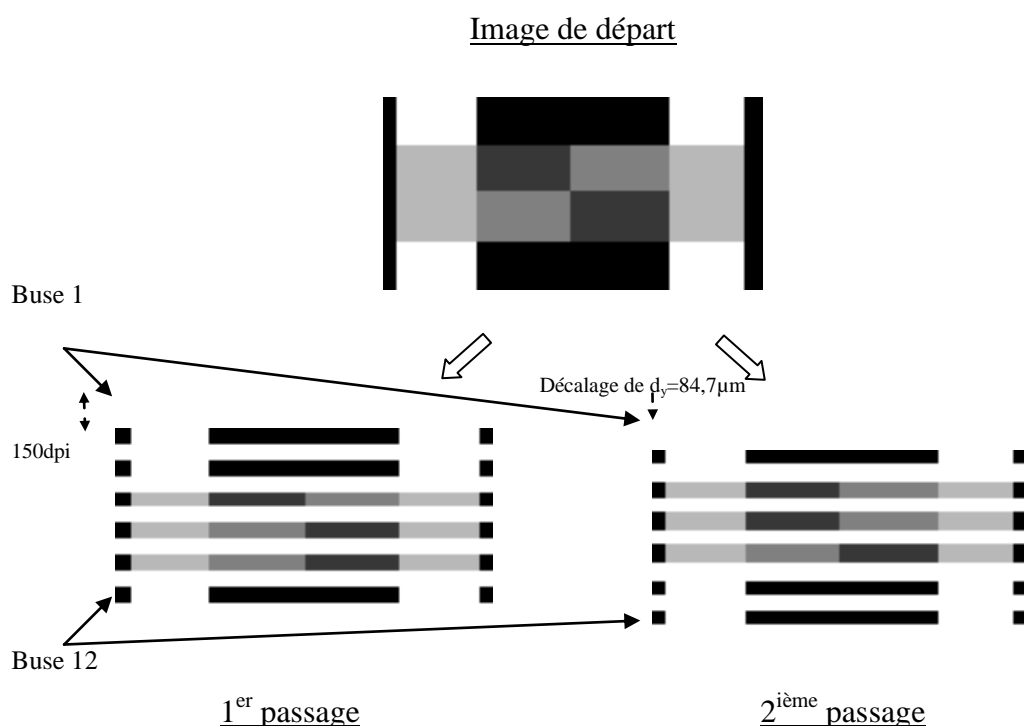 Image de départ
Buse 1
Décalage de dy=84,7µm
150dpi
Buse 12
1er passage
2ième passage